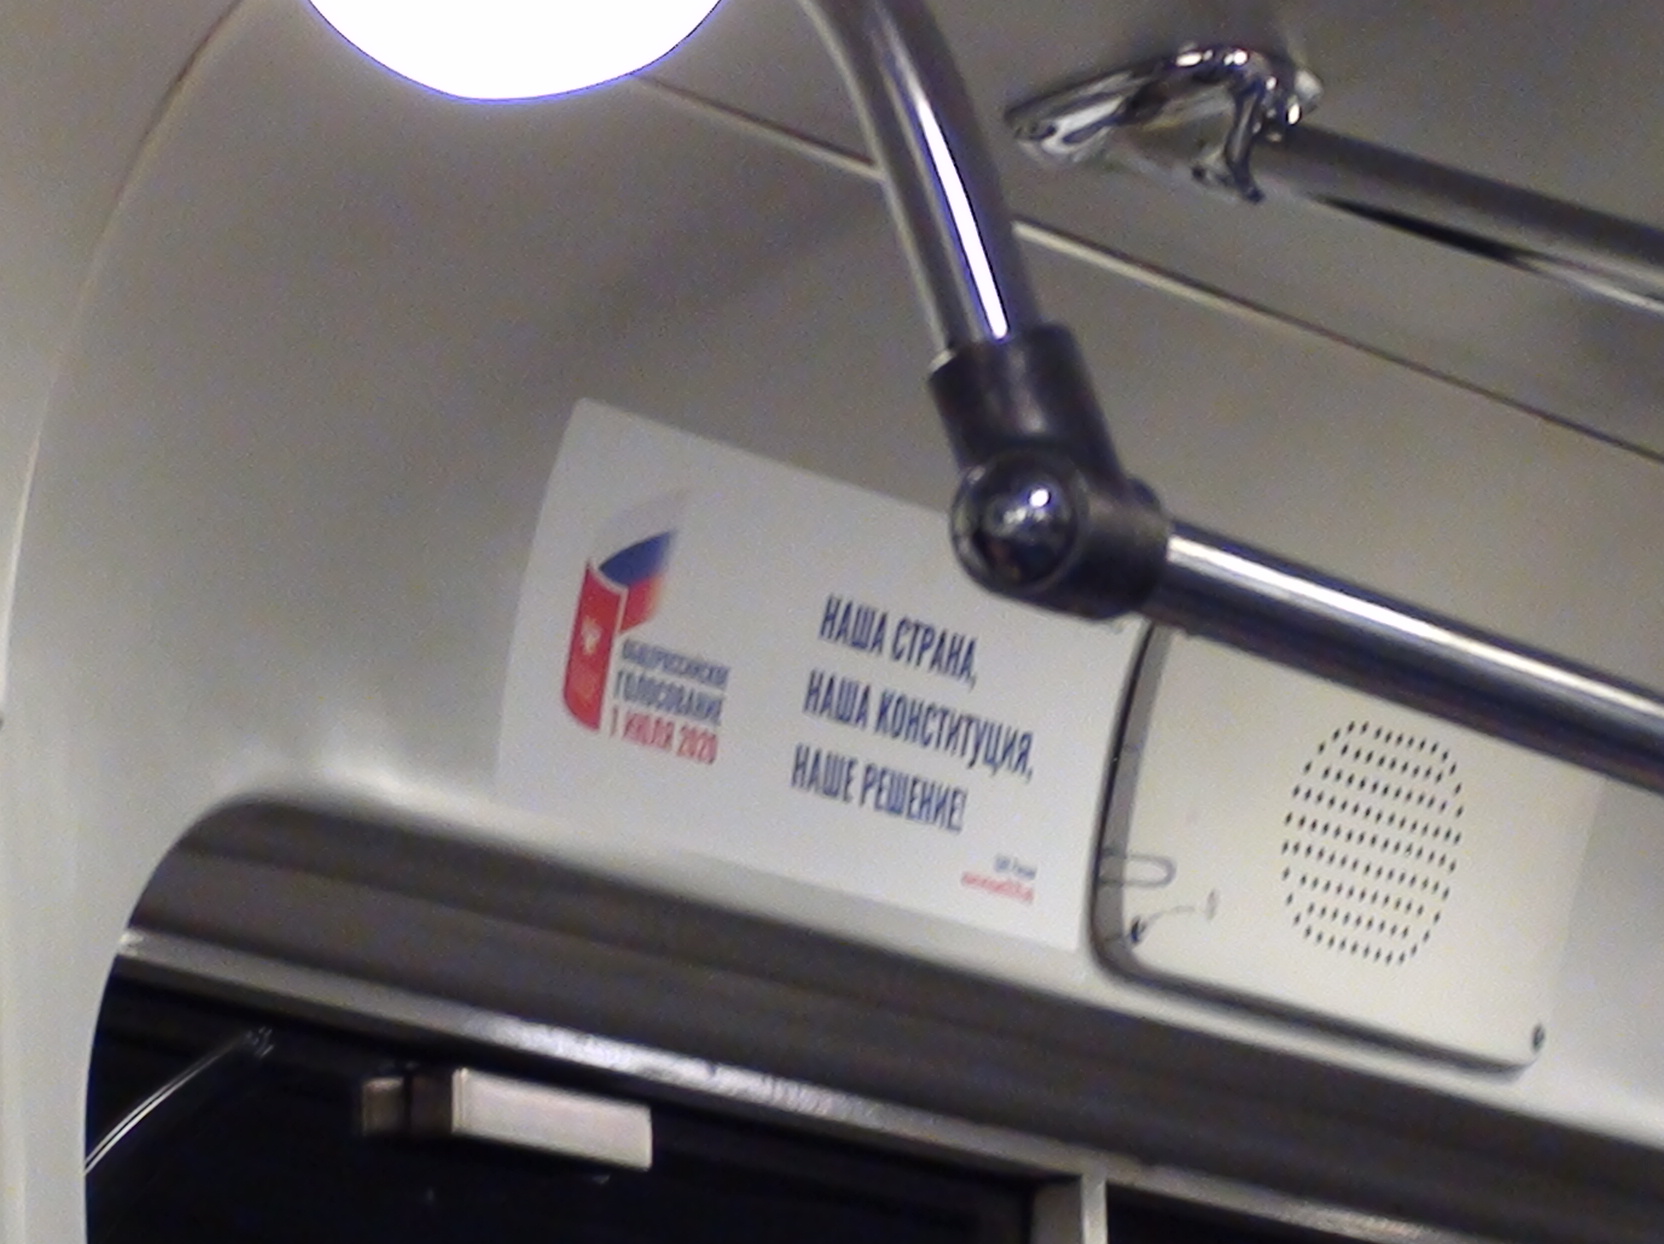 ОБЩЕРОССИЙСКОЕ
ГОЛОСОВАНИЕ
1 ИЮЛЯ 2020
НАША СТРАНА,
НАША КОНСТИТУЦИЯ,
НАШЕ РЕШЕНИЕ!